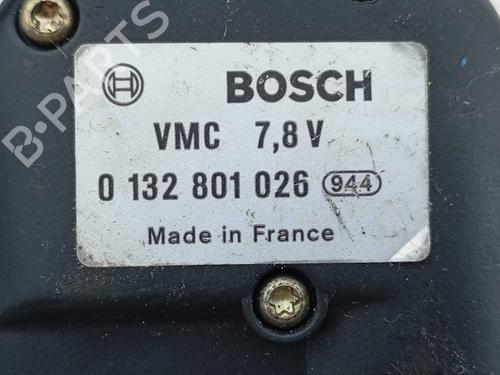 BOSCH
VMC 7,8 V
0 132 801 026 944
Made in France
B-PARTS